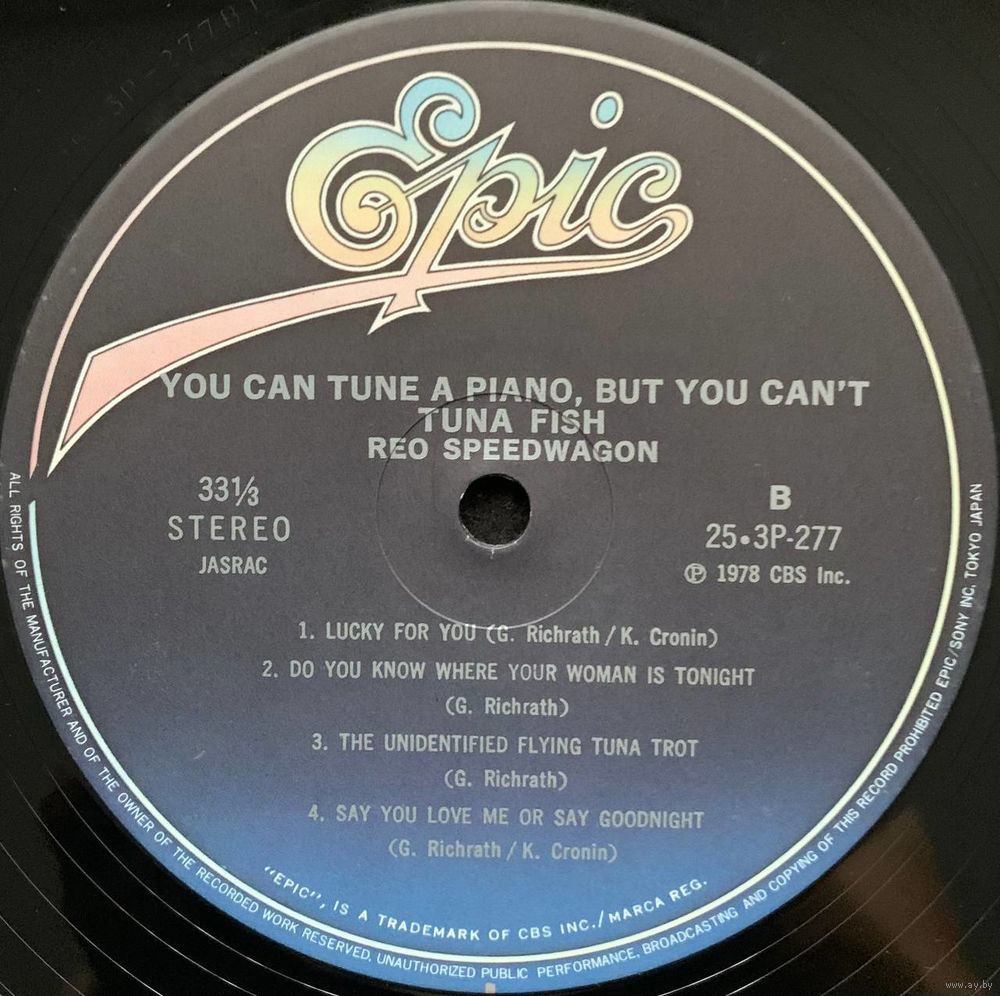 Epic
YOU CAN TUNE A PIANO, BUT YOU CAN'T
TUNA FISH
REO SPEEDWAGON
33⅓
STEREO
JASRAC
B
25•3P-277
Ⓟ 1978 CBS Inc.
1. LUCKY FOR YOU (G. Richrath / K. Cronin)
2. DO YOU KNOW WHERE YOUR WOMAN IS TONIGHT
(G. Richrath)
3. THE UNIDENTIFIED FLYING TUNA TROT
(G. Richrath)
4. SAY YOU LOVE ME OR SAY GOODNIGHT
(G. Richrath / K. Cronin)
"EPIC", IS A TRADEMARK OF CBS INC./MARCA REG.
ALL RIGHTS OF THE MANUFACTURER AND OF THE OWNER OF THE RECORDED WORK RESERVED, UNAUTHORIZED PUBLIC PERFORMANCE, BROADCASTING AND COPYING OF THIS RECORD PROHIBITED EPIC/SONY INC. TOKYO JAPAN
www.ay.by